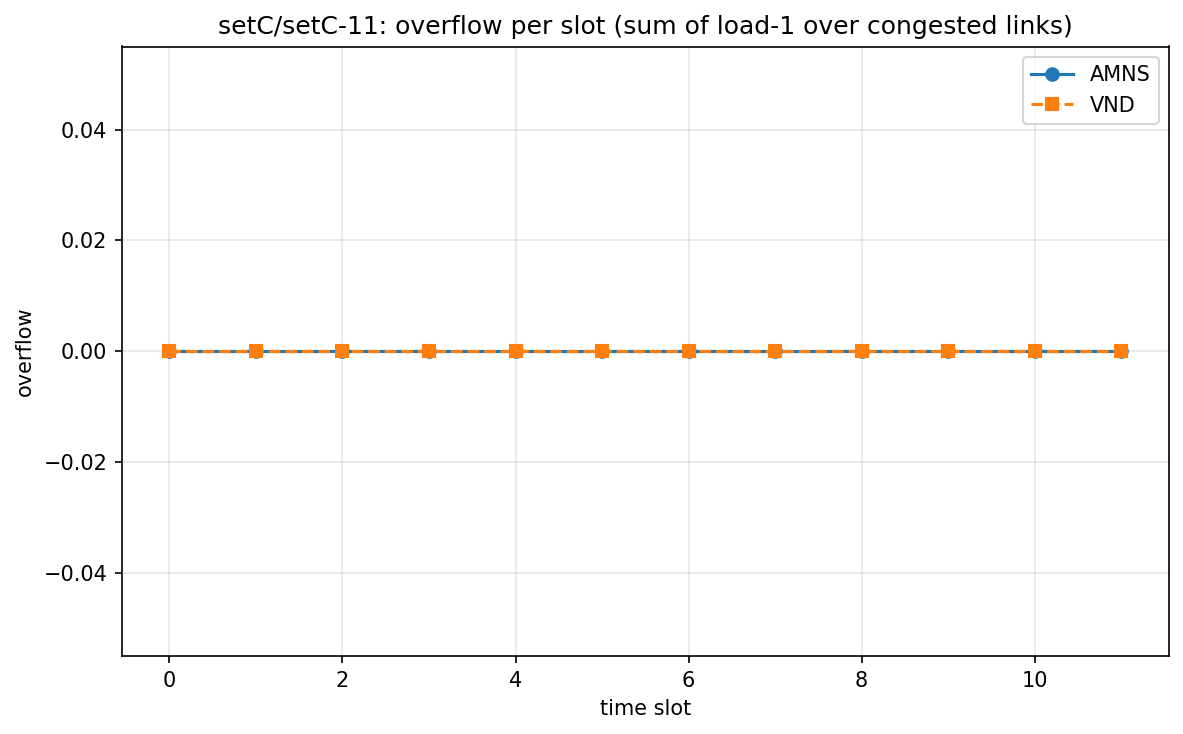 setC/setC-11: overflow per slot (sum of load-1 over congested links)
AMNS
VND
0.04
0.02
0.00
−0.02
−0.04
overflow
0 2 4 6 8 10
time slot